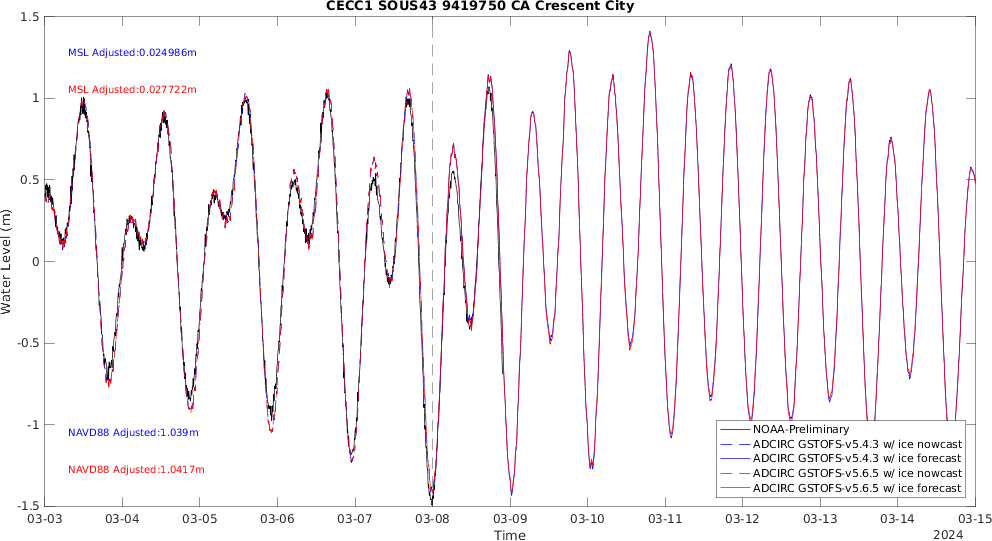 CECC1 SOUS43 9419750 CA Crescent City
1.5
MSL Adjusted:0.024986m
MSL Adjusted:0.027722m
1
0.5
0
-0.5
-1
-1.5
Water Level (m)
NAVD88 Adjusted:1.039m
NAVD88 Adjusted:1.0417m
NOAA-Preliminary
ADCIRC GSTOFS-v5.4.3 w/ ice nowcast
ADCIRC GSTOFS-v5.4.3 w/ ice forecast
ADCIRC GSTOFS-v5.6.5 w/ ice nowcast
ADCIRC GSTOFS-v5.6.5 w/ ice forecast
03-03 03-04 03-05 03-06 03-07 03-08 03-09 03-10 03-11 03-12 03-13 03-14 03-15
Time
2024